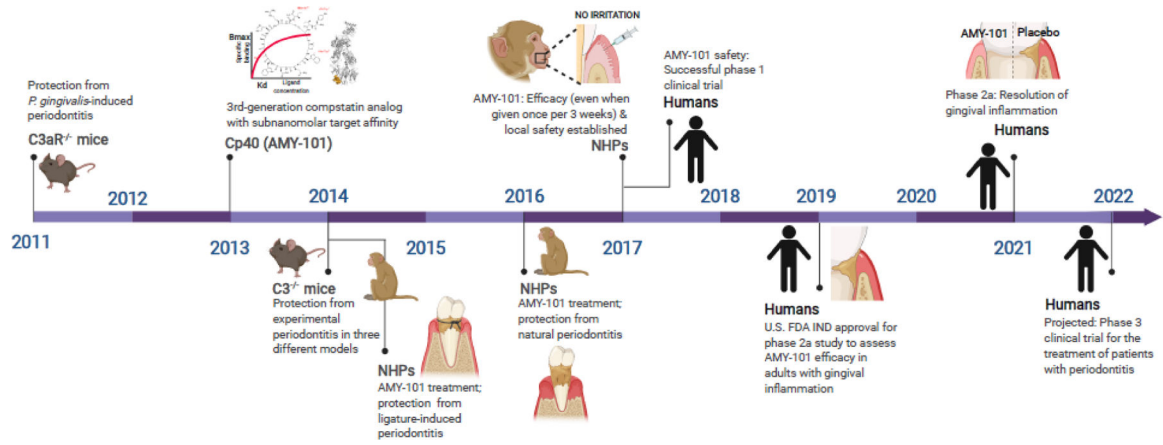 Protection from
P. gingivalis-induced
periodontitis
C3aR-/- mice
Bmax
Specific
binding
Kd
Ligand
concentration
3rd-generation compstatin analog
with subnanomolar target affinity
Cp40 (AMY-101)
NO IRRITATION
AMY-101: Efficacy (even when
given once per 3 weeks) &
local safety established
NHPs
AMY-101 safety:
Successful phase 1
clinical trial
Humans
AMY-101
Placebo
Phase 2a: Resolution of
gingival inflammation
Humans
2011
2012
2013
2014
2015
2016
2017
2018
2019
2020
2021
2022
C3-/- mice
Protection from
experimental
periodontitis in three
different models
NHPs
AMY-101 treatment;
protection from
ligature-induced
periodontitis
NHPs
AMY-101 treatment;
protection from
natural periodontitis
Humans
U.S. FDA IND approval for
phase 2a study to assess
AMY-101 efficacy in
adults with gingival
inflammation
Humans
Projected: Phase 3
clinical trial for the
treatment of patients
with periodontitis